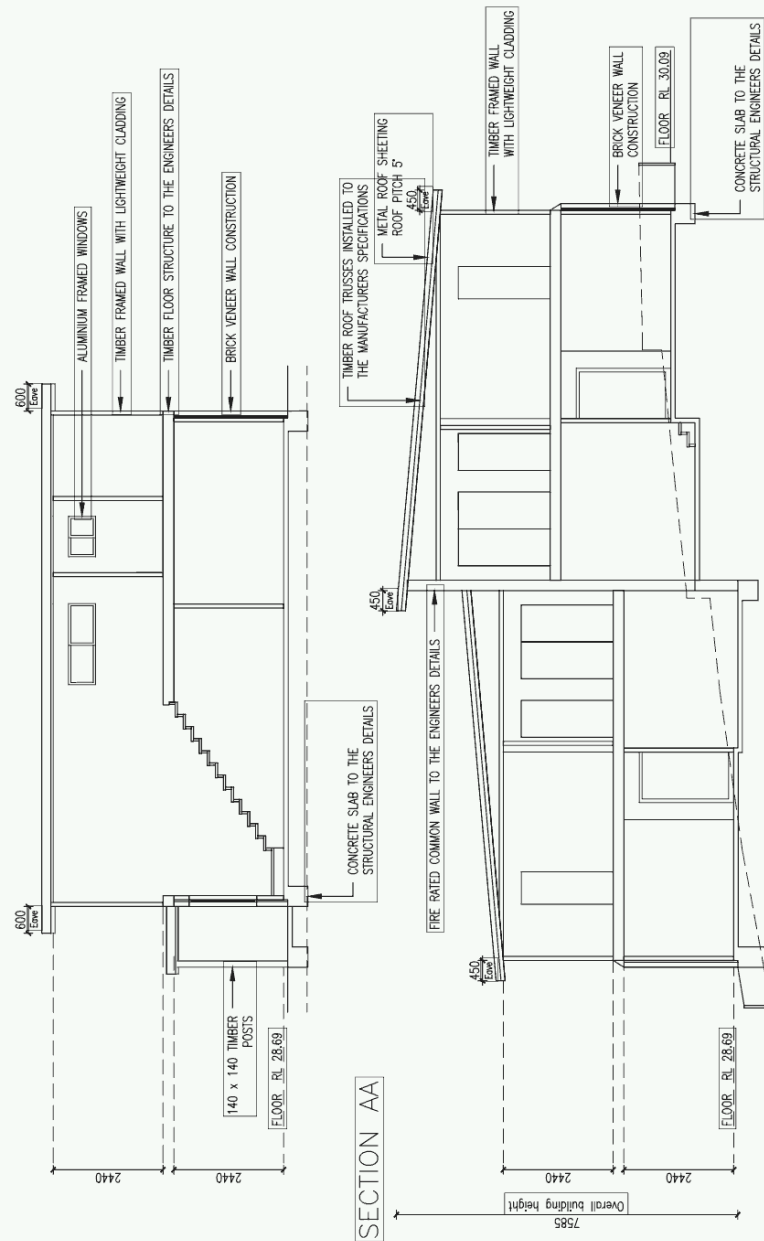 600
Eave
600
Eave
ALUMINIUM FRAMED WINDOWS
TIMBER FRAMED WALL WITH LIGHTWEIGHT CLADDING
TIMBER FLOOR STRUCTURE TO THE ENGINEERS DETAILS
BRICK VENEER WALL CONSTRUCTION
CONCRETE SLAB TO THE
STRUCTURAL ENGINEERS DETAILS
140 x 140 TIMBER
POSTS
FLOOR RL 28.69
2440
2440
SECTION AA
TIMBER ROOF TRUSSES INSTALLED TO
THE MANUFACTURERS SPECIFICATIONS
METAL ROOF SHEETING
ROOF PITCH 5°
450
Eave
450
Eave
450
Eave
TIMBER FRAMED WALL
WITH LIGHTWEIGHT CLADDING
BRICK VENEER WALL
CONSTRUCTION
FLOOR RL 30.09
CONCRETE SLAB TO THE
STRUCTURAL ENGINEERS DETAILS
FIRE RATED COMMON WALL TO THE ENGINEERS DETAILS
FLOOR RL 28.69
2440
2440
Overall building height
7585